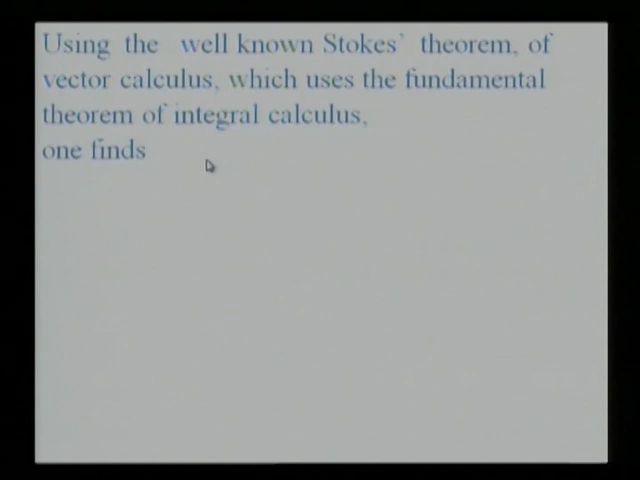 Using the well known Stokes' theorem, of
vector calculus, which uses the fundamental
theorem of integral calculus,
one finds